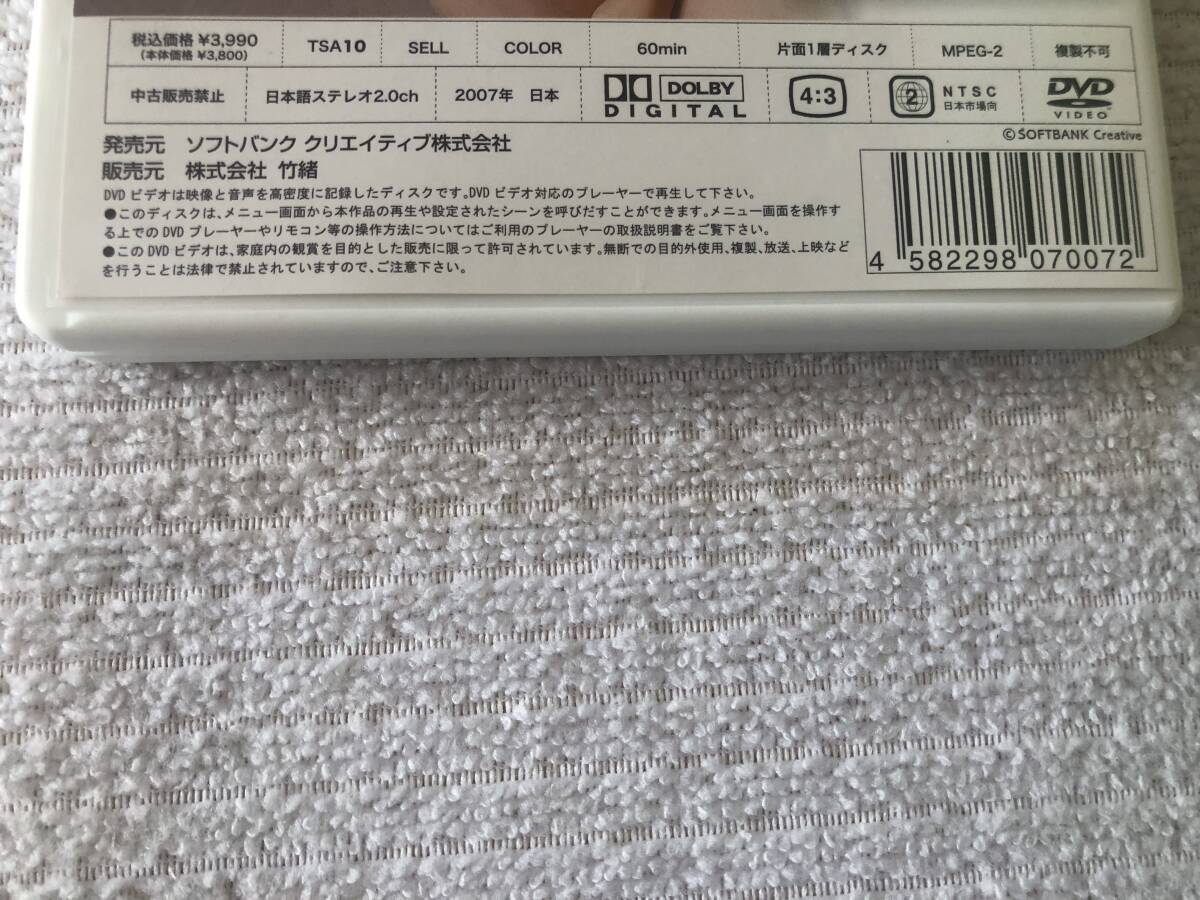 税込価格 ¥3,990 TSA10 SELL COLOR 60min 片面1層ディスク MPEG-2 複製不可
(本体価格 ¥3,800)
中古販売禁止 日本語ステレオ2.0ch 2007年 日本 DOLBY DIGITAL 4:3 2 NTSC 日本市場向 DVD VIDEO
© SOFTBANK Creative
発売元 ソフトバンク クリエイティブ株式会社
販売元 株式会社 竹緒
DVD ビデオは映像と音声を高密度に記録したディスクです。DVD ビデオ対応のプレーヤーで再生して下さい。
●このディスクは、メニュー画面から本作品の再生や設定されたシーンを呼びだすことができます。メニュー画面を操作す
る上での DVD プレーヤーやリモコン等の操作方法についてはご利用のプレーヤーの取扱説明書をご覧下さい。
●この DVD ビデオは、家庭内の観賞を目的とした販売に限って許可されています。無断での目的外使用、複製、放送、上映など
を行うことは法律で禁止されていますので、ご注意下さい。
4 582298 070072